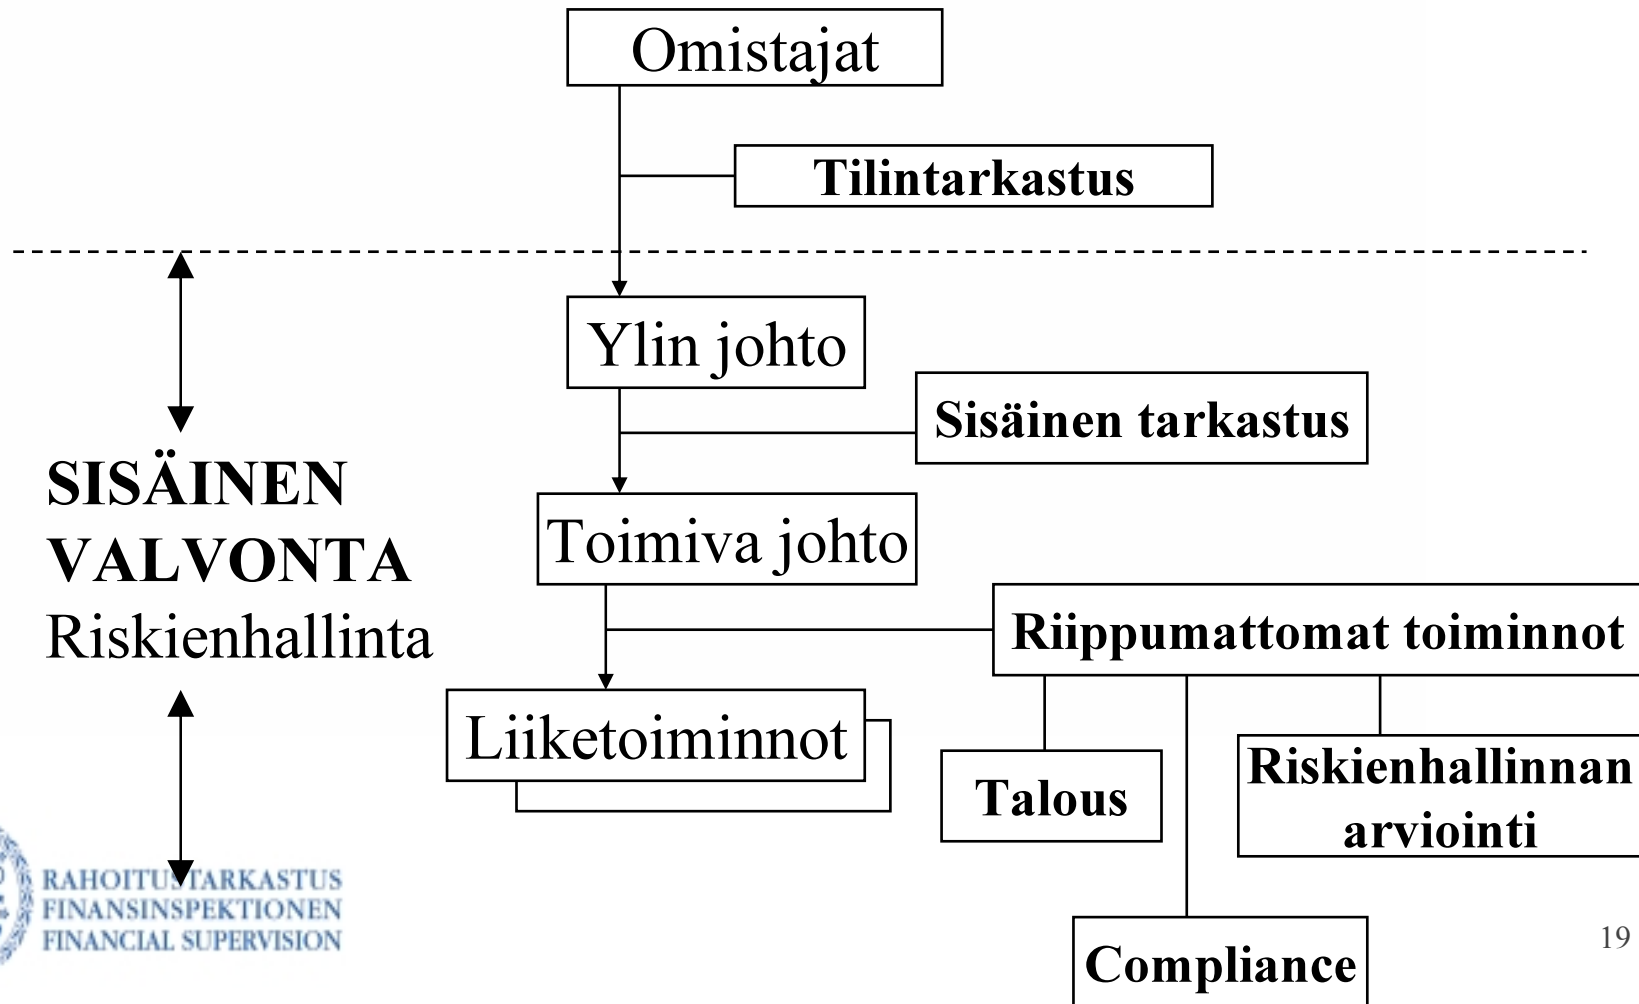 Omistajat
Tilintarkastus
Ylin johto
Sisäinen tarkastus
SISÄINEN
VALVONTA
Riskienhallinta
Toimiva johto
Riippumattomat toiminnot
Liiketoiminnot
Talous
Riskienhallinnan
arviointi
Compliance
RAHOITUSTARKASTUS
FINANSINSPEKTIONEN
FINANCIAL SUPERVISION
19